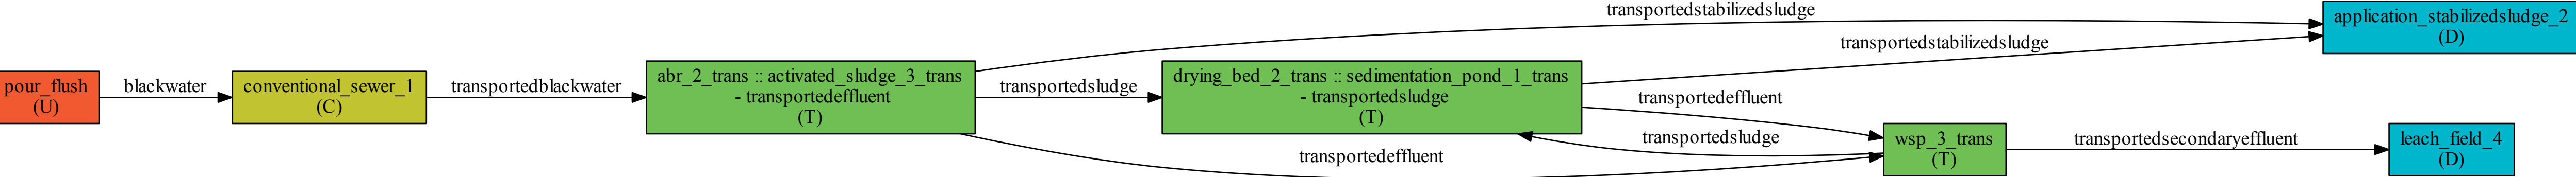 pour_flush
(U)
blackwater
conventional_sewer_1
(C)
transportedblackwater
abr_2_trans :: activated_sludge_3_trans
- transportedeffluent
(T)
transportedsludge
drying_bed_2_trans :: sedimentation_pond_1_trans
- transportedsludge
(T)
transportedstabilizedsludge
transportedstabilizedsludge
application_stabilizedsludge_2
(D)
transportedeffluent
transportedsludge
transportedeffluent
wsp_3_trans
(T)
transportedsecondaryeffluent
leach_field_4
(D)